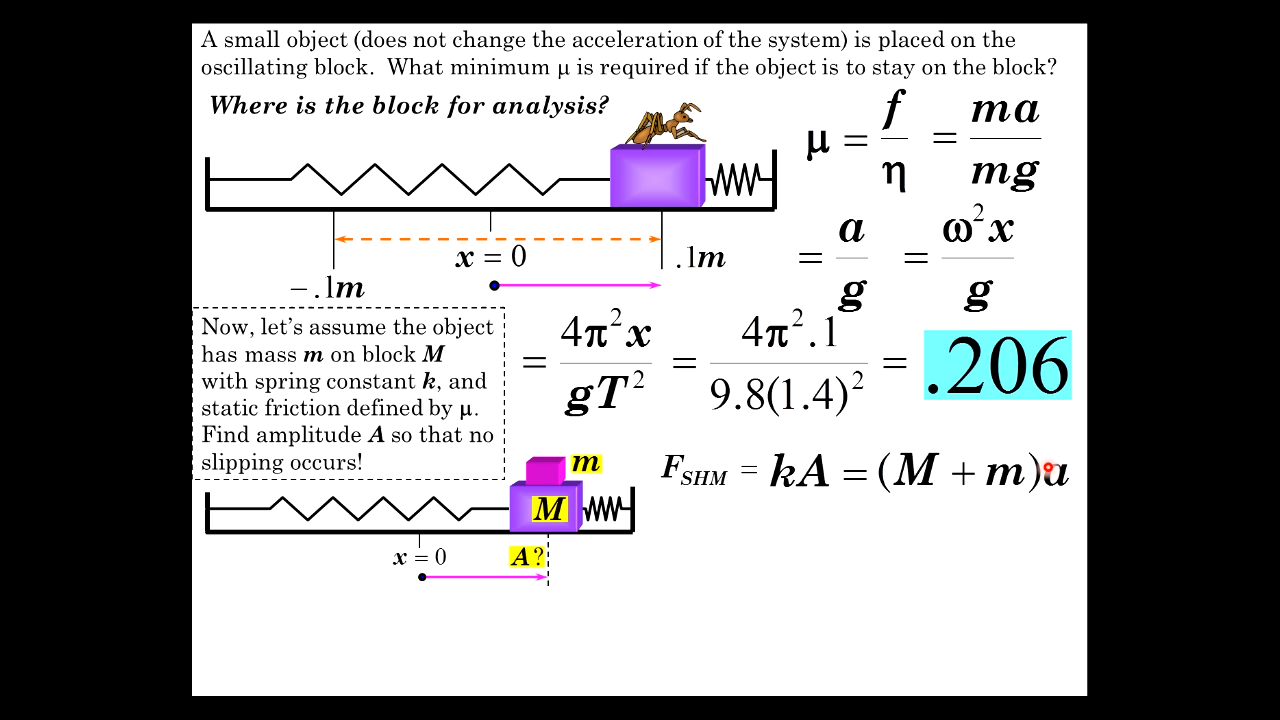 A small object (does not change the acceleration of the system) is placed on the
oscillating block. What minimum μ is required if the object is to stay on the block?
Where is the block for analysis?
μ = f/η = ma/mg
= a/g = ω²x/g
x = 0
.1m
– .1m
= 4π²x/gT² = 4π².1/9.8(1.4)² = .206
Now, let's assume the object
has mass m on block M
with spring constant k, and
static friction defined by μ.
Find amplitude A so that no
slipping occurs!
m
M
F_SHM = kA = (M + m)a
x = 0
A?